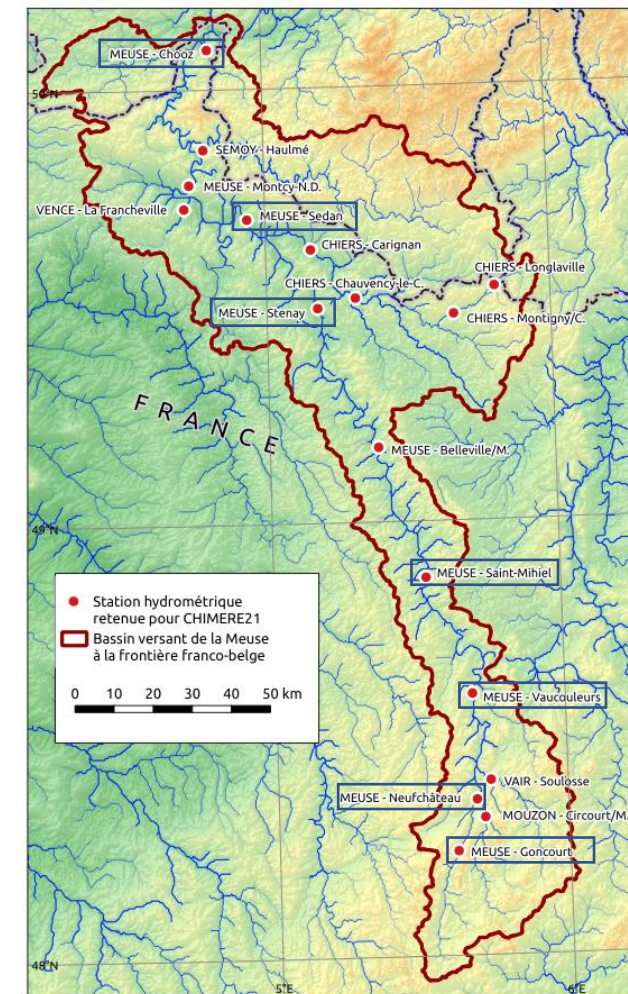 MEUSE - Chooz
50°N
SEMOY - Haulmé
MEUSE - Montcy-N.D.
VENCE - La Francheville
MEUSE - Sedan
CHIERS - Carignan
CHIERS - Longlaville
CHIERS - Chauvency-le-C.
MEUSE - Stenay
CHIERS - Montigny/C.
FRANCE
MEUSE - Belleville/M.
49°N
MEUSE - Saint-Mihiel
Station hydrométrique
retenue pour CHIMERE21
Bassin versant de la Meuse
à la frontière franco-belge
0 10 20 30 40 50 km
MEUSE - Vaucouleurs
VAIR - Soulosse
MEUSE - Neufchâteau
MOUZON - Circourt/M.
MEUSE - Goncourt
48°N
5°E
6°E